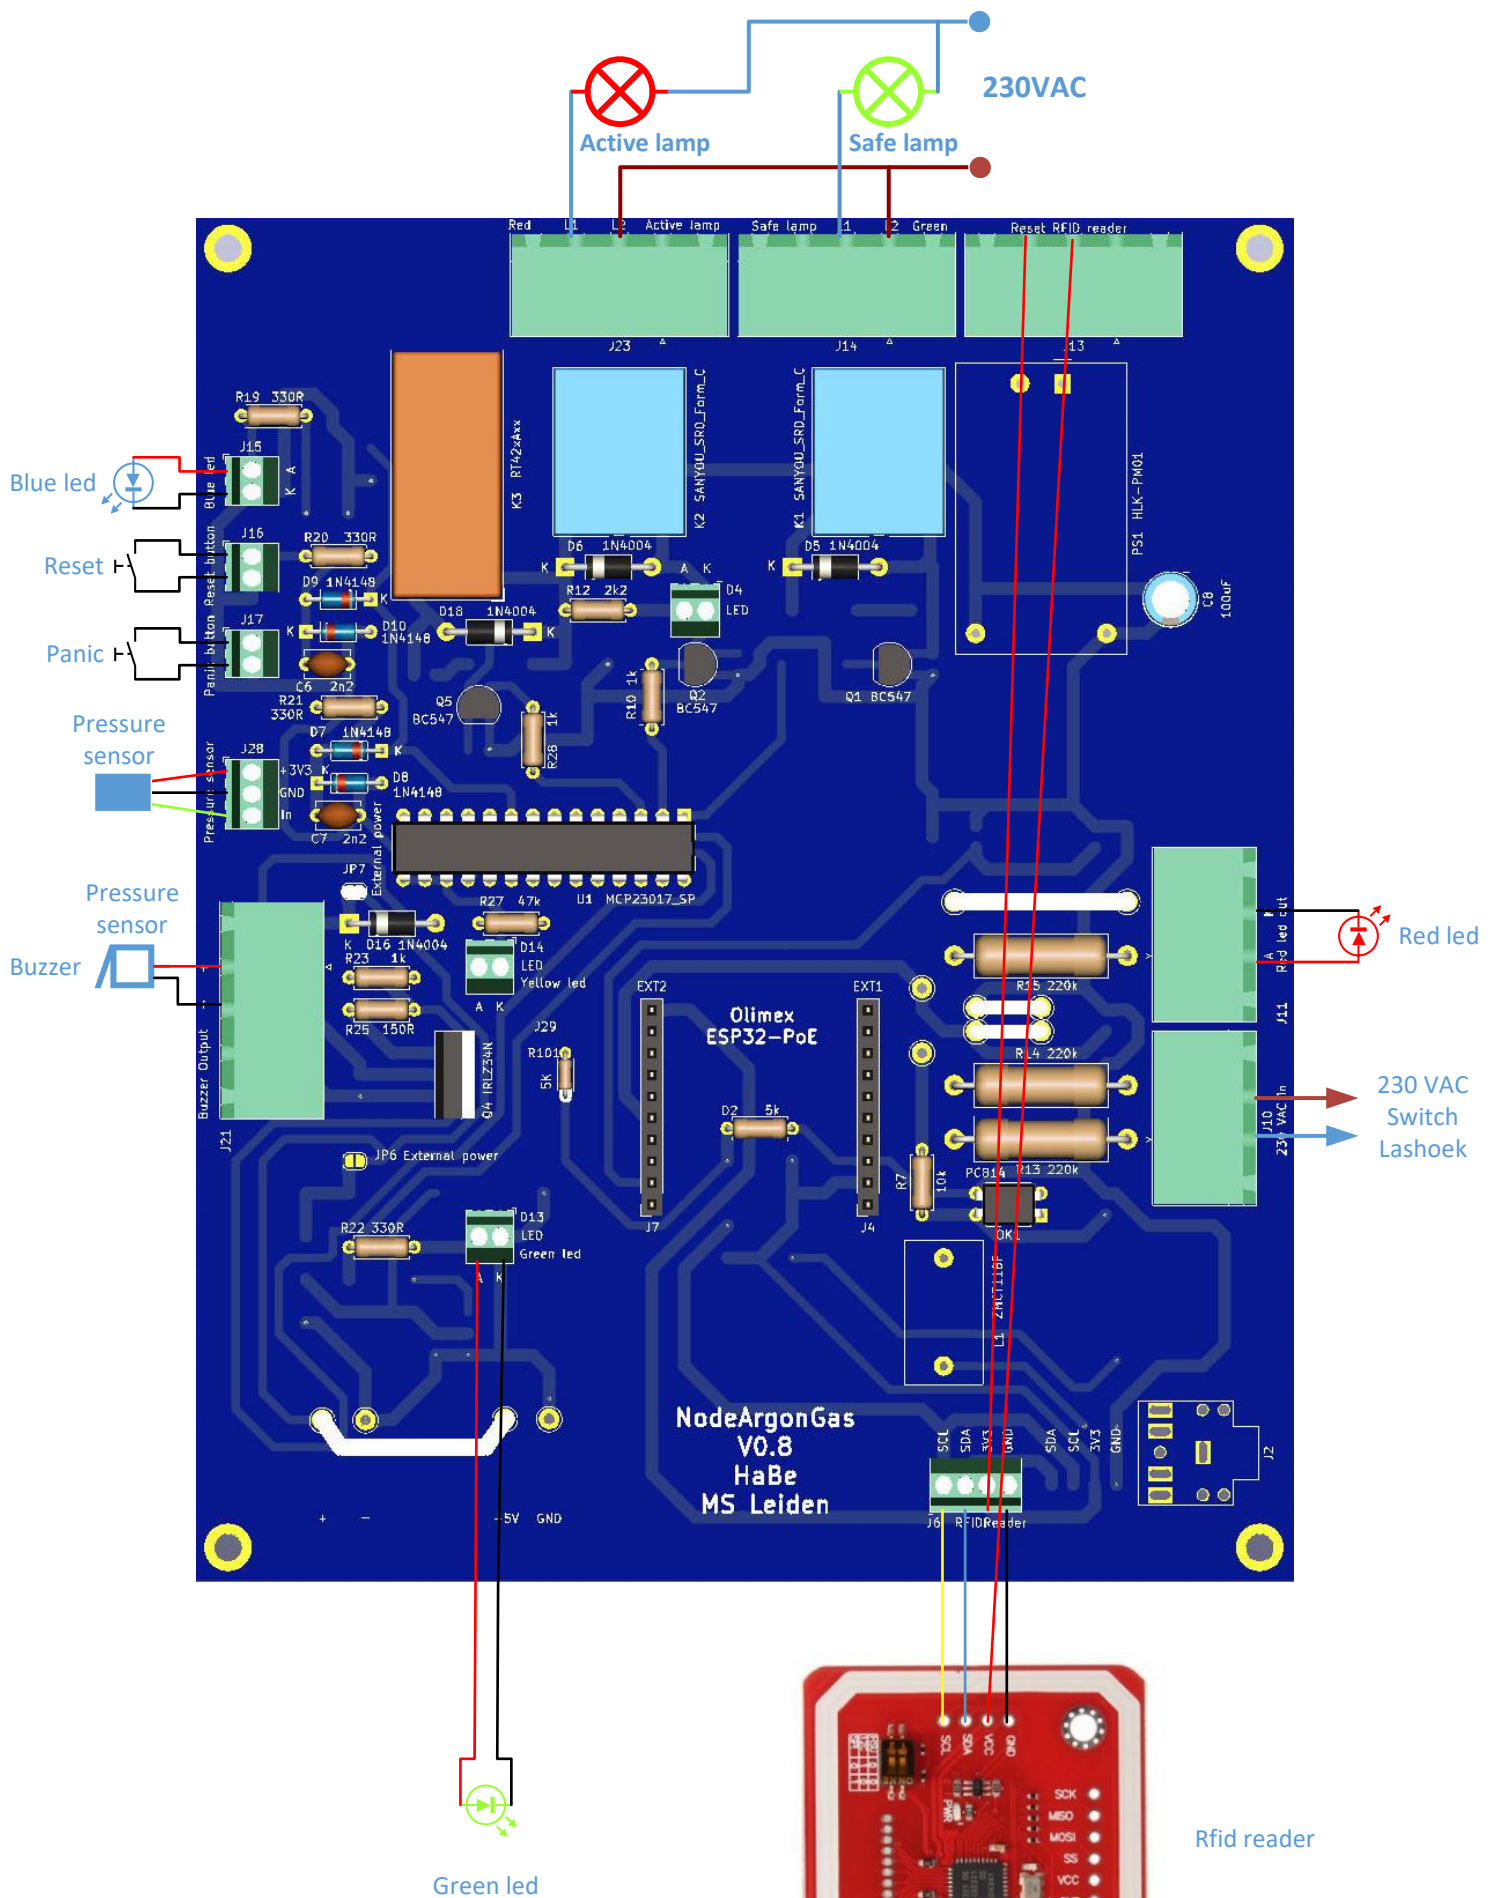 230VAC
Active lamp
Safe lamp
Red L1 L2 Active lamp
Safe lamp L1 L2 Green
Reset RFID reader
J23
J14
J13
R19 330R
J15
Blue led
A
K
Blue led
K3 RT42xAxx
K2 SANYOU_SRD_Form_C
K1 SANYOU_SRD_Form_C
PS1 HLK-PM01
J16
Reset button
Reset
R20 330R
D9 1N4148
K
D6 1N4004
K
A K
D4
LED
D5 1N4004
K
R12 2k2
C8
100uF
J17
Panic button
Panic
K
D10
1N4148
D18 1N4004
K
C6 2n2
R21
330R
Q5
BC547
R28
1k
R10 1k
Q2
BC547
Q1 BC547
Pressure
sensor
J28
Pressure sensor
+3V3
GND
In
D7 1N4148
K
K
D8
1N4148
C7 2n2
External power
JP7
U1 MCP23017_SP
R27 47k
Pressure
sensor
Buzzer
K D16 1N4004
D14
LED
Yellow led
A K
R23 1k
R25 150R
+
-
Buzzer Output
J21
Q4 IRLZ34N
J29
R101
5K
EXT2
EXT1
Olimex
ESP32-PoE
D2 5k
J7
J4
R7
10k
R15 220k
R14 220k
R13 220k
PC814
OK1
K
A
Red led out
J11
Red led
J10
230 VAC in
230 VAC
Switch
Lashoek
JP6 External power
R22 330R
D13
LED
Green led
A K
L1 ZMCT118F
NodeArgonGas
V0.8
HaBe
MS Leiden
SCL
SDA
3V3
GND
SDA
SCL
3V3
GND
J2
J6 RFIDReader
+ -
+5V GND
SCL
SDA
VCC
GND
PWR
SCK
MISO
MOSI
SS
VCC
Rfid reader
Green led